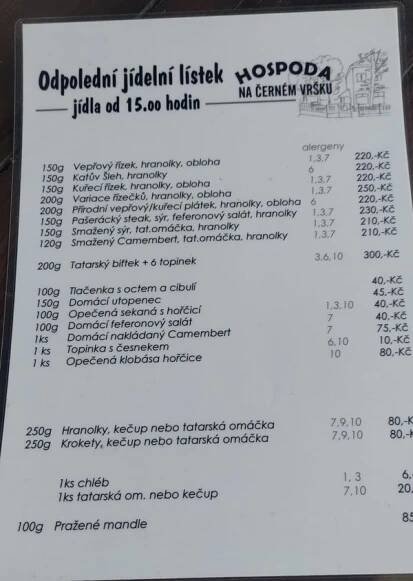 Odpolední jídelní lístek
jídla od 15.00 hodin
HOSPODA
NA ČERNÉM VRŠKU
alergeny
150g Vepřový řízek, hranolky, obloha 1,3,7 220,-Kč
150g Katův Šleh, hranolky 6 220,-Kč
150g Kuřecí řízek, hranolky, obloha 1,3,7 220,-Kč
200g Variace řízečků, hranolky, obloha 1,3,7 250,-Kč
200g Přírodní vepřový/kuřecí plátek, hranolky, obloha 6 220,-Kč
150g Pašerácký steak, sýr, feferonový salát, hranolky 1,3,7 230,-Kč
150g Smažený sýr, tat.omáčka, hranolky 1,3,7 210,-Kč
120g Smažený Camembert, tat.omáčka, hranolky 1,3,7 210,-Kč
200g Tatarský biftek + 6 topinek 3,6,10 300,-Kč
100g Tlačenka s octem a cibulí 40,-Kč
150g Domácí utopenec 45,-Kč
100g Opečená sekaná s hořčicí 1,3,10 40,-Kč
100g Domácí feferonový salát 7 40,-Kč
1ks Domácí nakládaný Camembert 7 75,-Kč
1 ks Topinka s česnekem 6,10 10,-Kč
1 ks Opečená klobása hořčice 10 80,-Kč
250g Hranolky, kečup nebo tatarská omáčka 7,9,10 80,-K
250g Krokety, kečup nebo tatarská omáčka 7,9,10 80,-
1ks chléb 1, 3 6,
1ks tatarská om. nebo kečup 7,10 20,
100g Pražené mandle 85